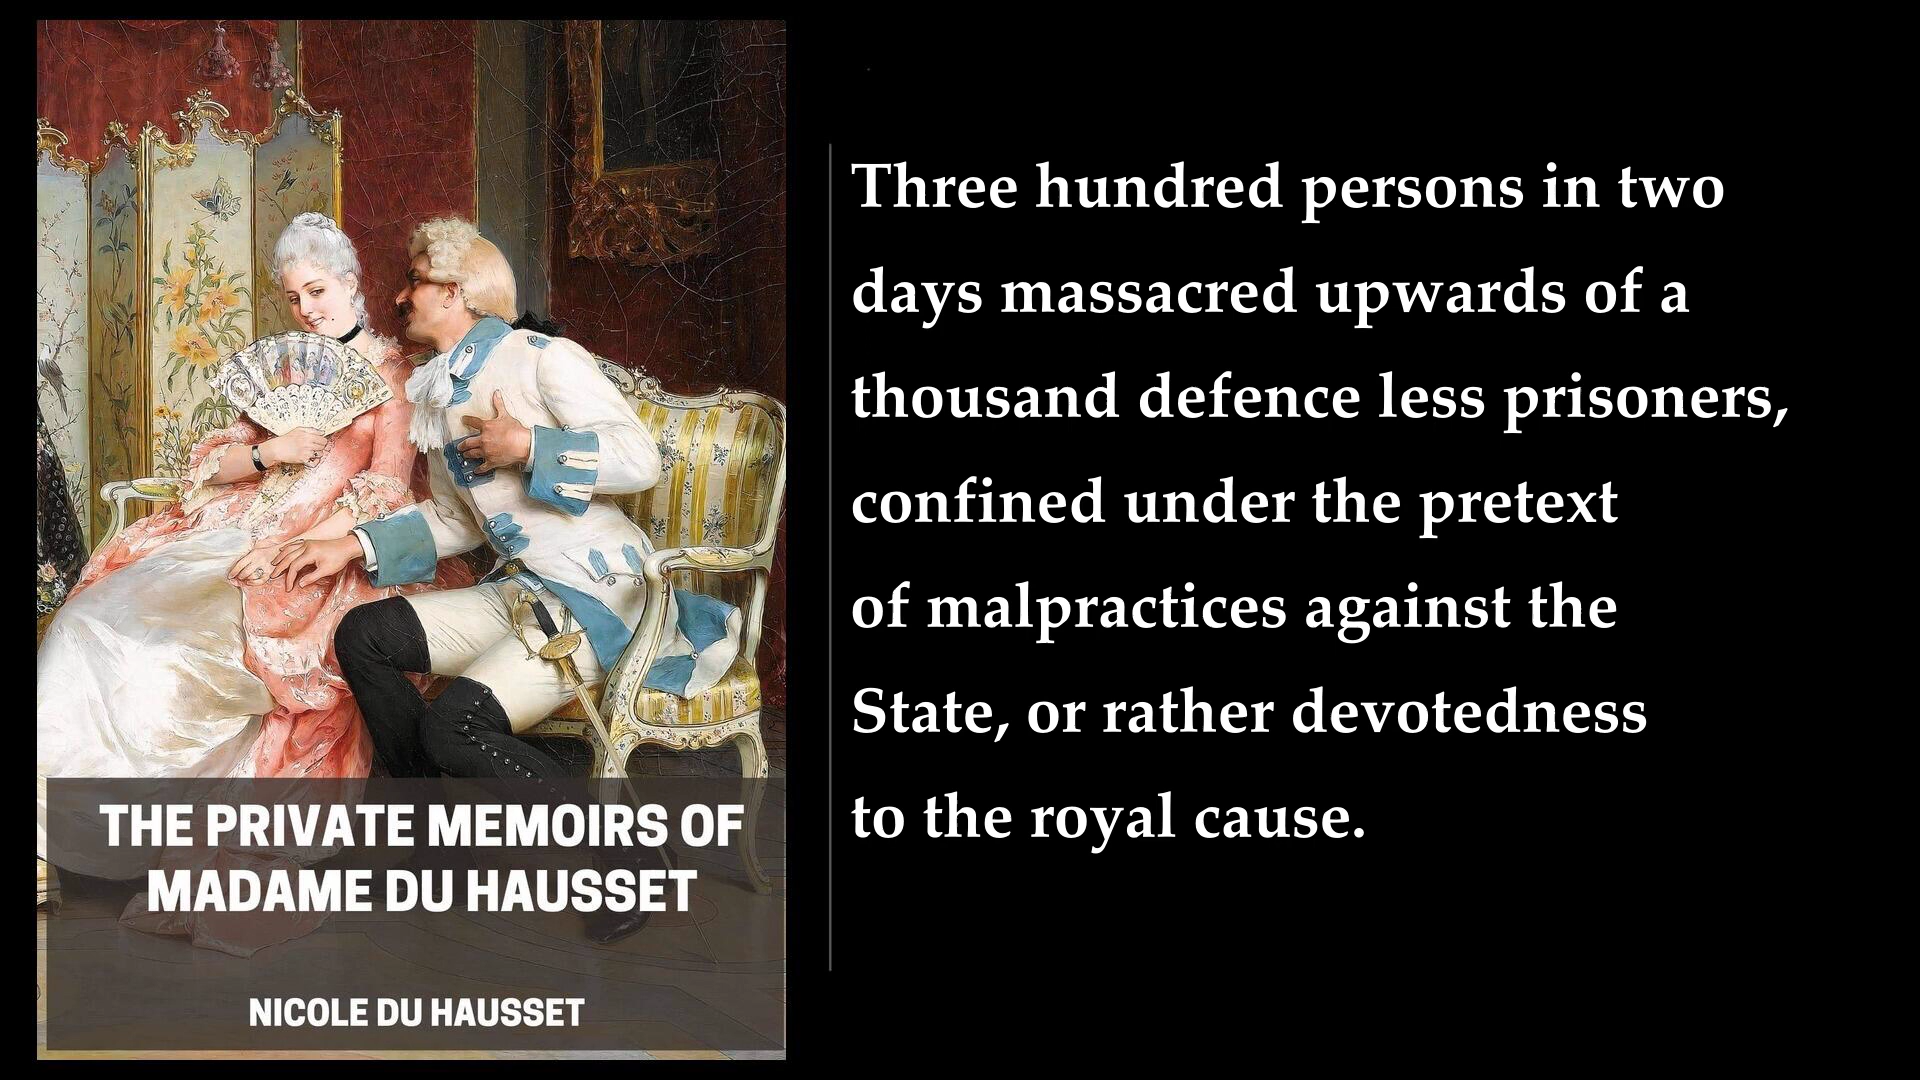 THE PRIVATE MEMOIRS OF
MADAME DU HAUSSET
NICOLE DU HAUSSET
Three hundred persons in two
days massacred upwards of a
thousand defence less prisoners,
confined under the pretext
of malpractices against the
State, or rather devotedness
to the royal cause.